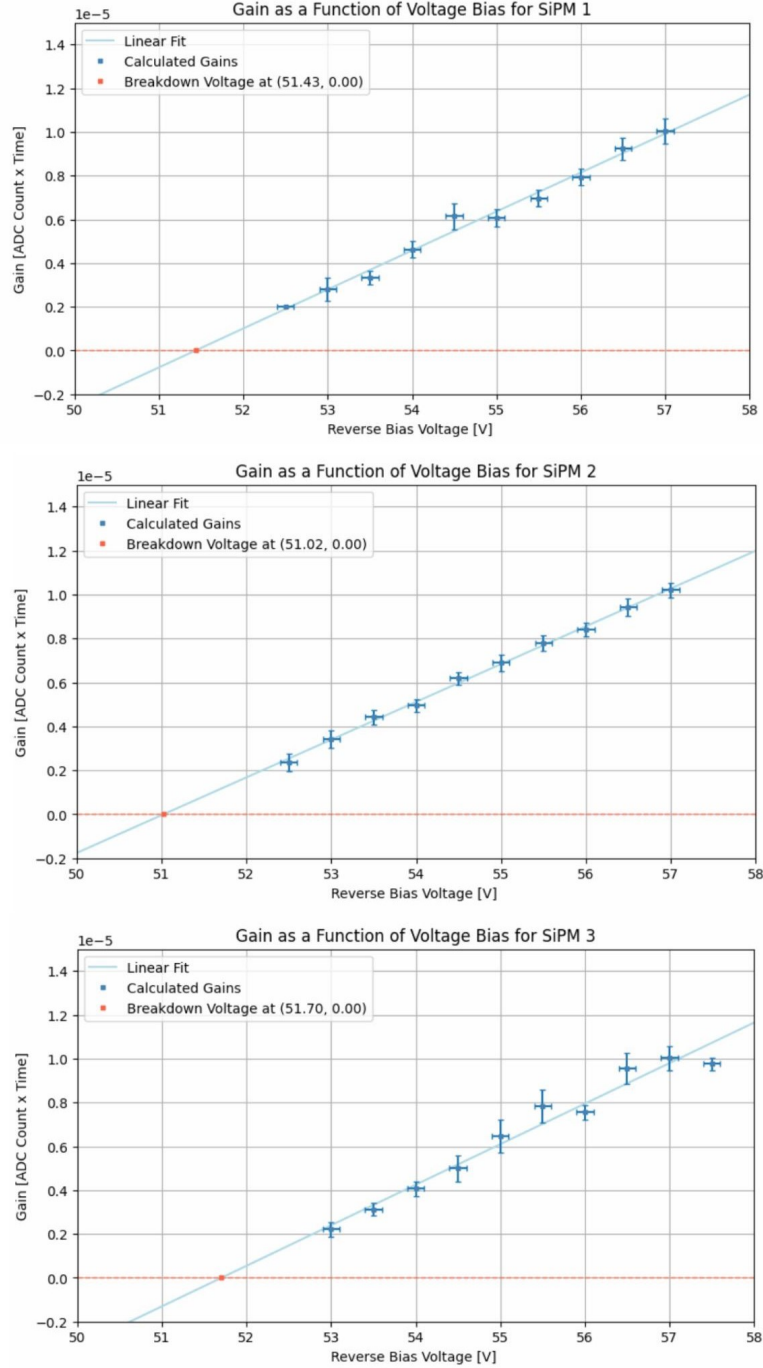 Gain as a Function of Voltage Bias for SiPM 1
1e−5
Linear Fit
Calculated Gains
Breakdown Voltage at (51.43, 0.00)
Gain [ADC Count x Time]
1.4
1.2
1.0
0.8
0.6
0.4
0.2
0.0
−0.2
50 51 52 53 54 55 56 57 58
Reverse Bias Voltage [V]
Gain as a Function of Voltage Bias for SiPM 2
1e−5
Linear Fit
Calculated Gains
Breakdown Voltage at (51.02, 0.00)
Gain [ADC Count x Time]
1.4
1.2
1.0
0.8
0.6
0.4
0.2
0.0
−0.2
50 51 52 53 54 55 56 57 58
Reverse Bias Voltage [V]
Gain as a Function of Voltage Bias for SiPM 3
1e−5
Linear Fit
Calculated Gains
Breakdown Voltage at (51.70, 0.00)
Gain [ADC Count x Time]
1.4
1.2
1.0
0.8
0.6
0.4
0.2
0.0
−0.2
50 51 52 53 54 55 56 57 58
Reverse Bias Voltage [V]